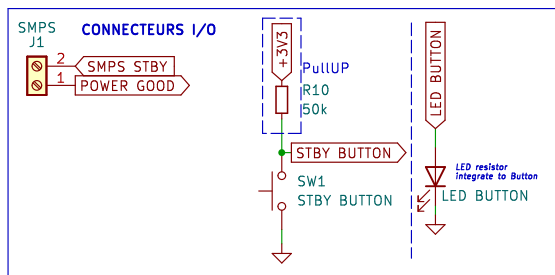 SMPS
J1
CONNECTEURS I/O
2
SMPS STBY
1
POWER GOOD
+3V3
PullUP
R10
50k
STBY BUTTON
SW1
STBY BUTTON
LED BUTTON
LED resistor
integrate to Button
LED BUTTON